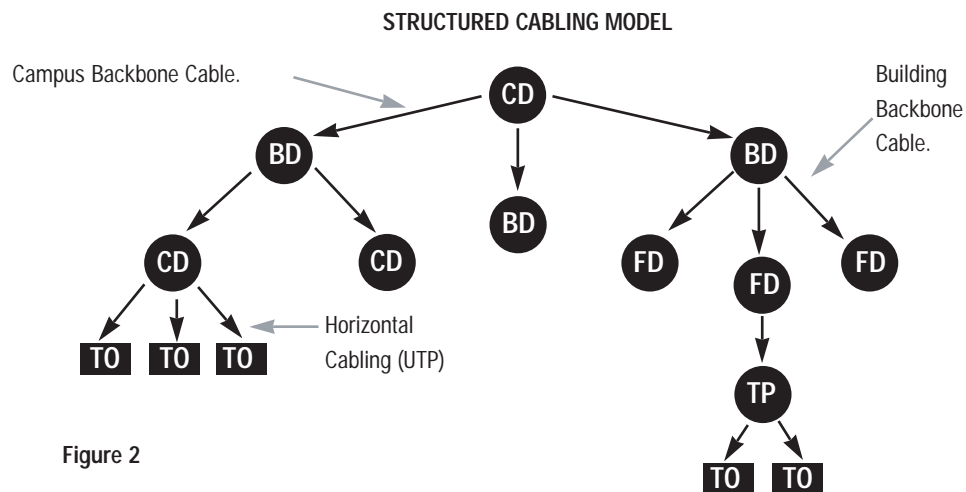 STRUCTURED CABLING MODEL
Campus Backbone Cable.
CD
Building
Backbone
Cable.
BD
BD
BD
CD
CD
FD
FD
FD
TO
TO
TO
Horizontal
Cabling (UTP)
TP
Figure 2
TO
TO